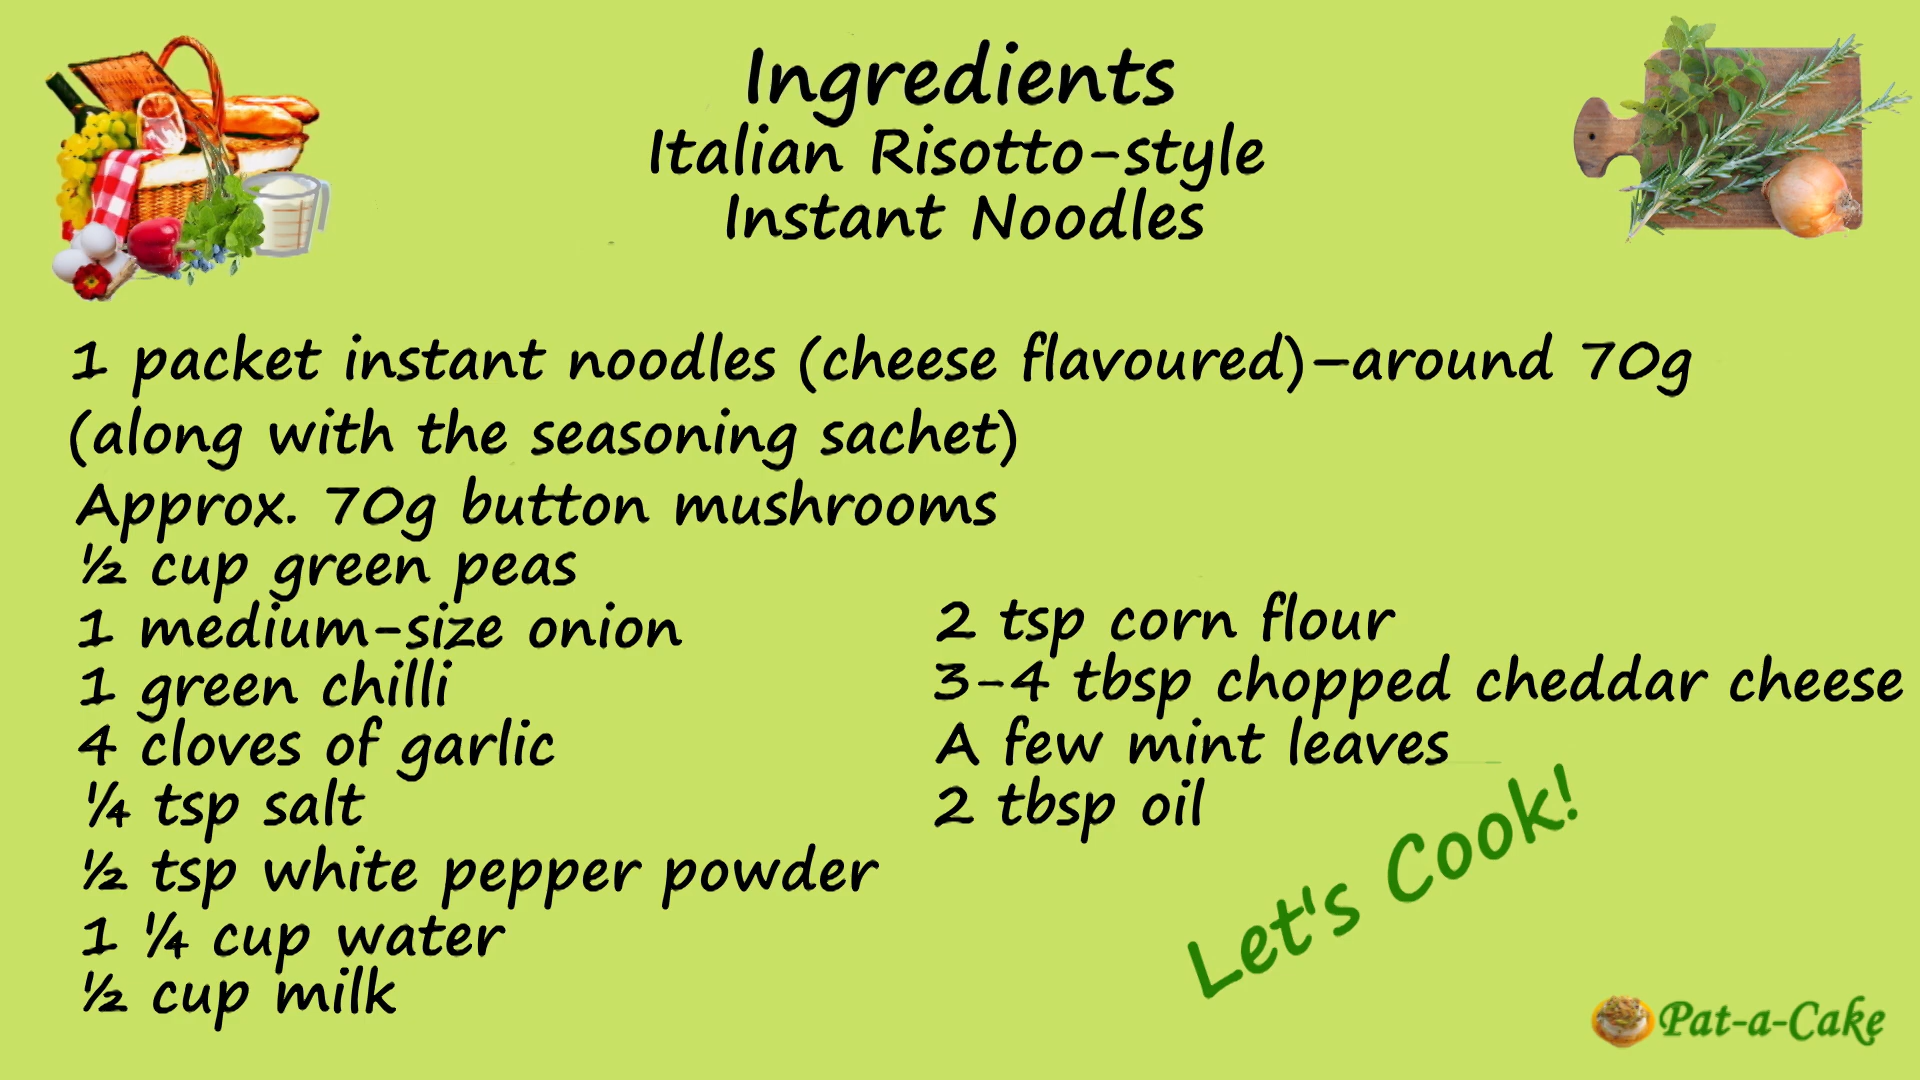 Ingredients
Italian Risotto-style
Instant Noodles
1 packet instant noodles (cheese flavoured)–around 70g
(along with the seasoning sachet)
Approx. 70g button mushrooms
½ cup green peas
1 medium-size onion
1 green chilli
4 cloves of garlic
¼ tsp salt
½ tsp white pepper powder
1 ¼ cup water
½ cup milk
2 tsp corn flour
3-4 tbsp chopped cheddar cheese
A few mint leaves
2 tbsp oil
Let's Cook!
Pat-a-Cake